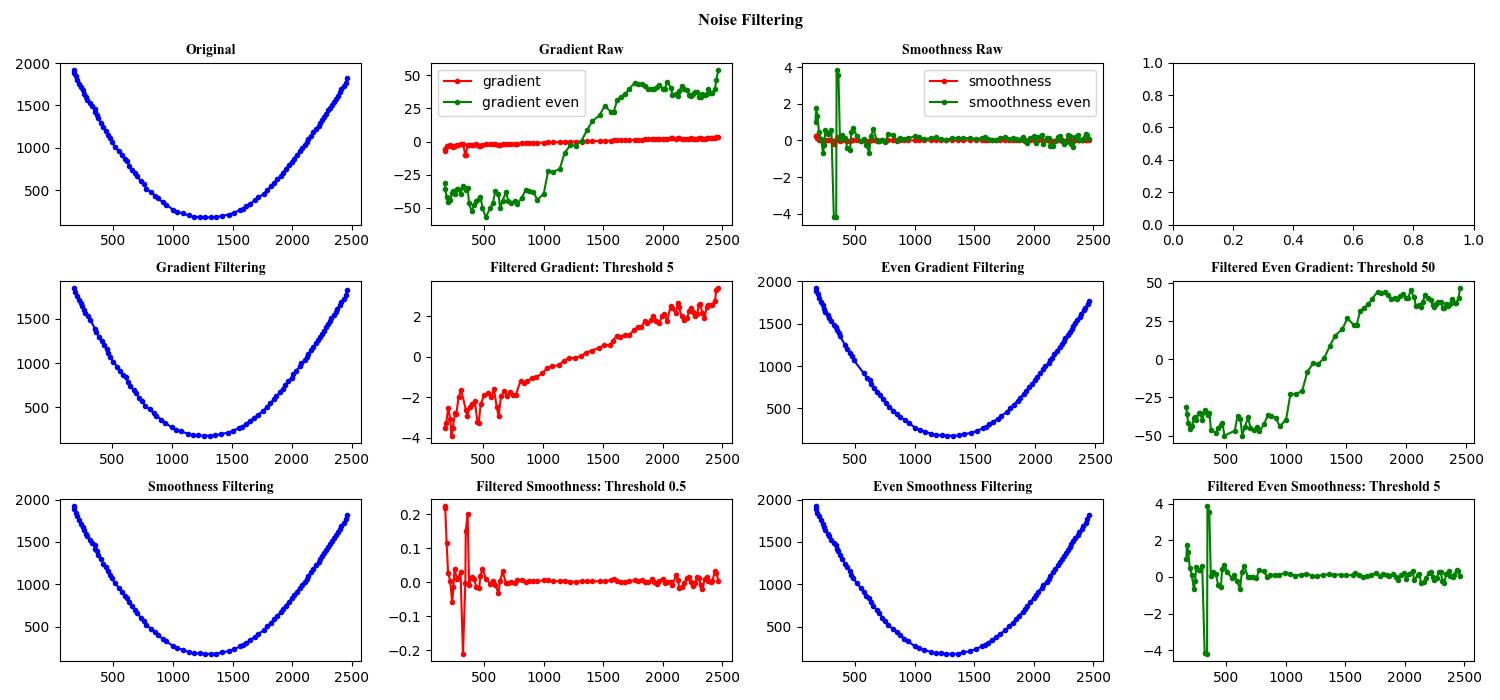 Noise Filtering
Original
Gradient Raw
Smoothness Raw
2000
1500
1000
500
500 1000 1500 2000 2500
50
25
0
−25
−50
gradient
gradient even
500 1000 1500 2000 2500
4
2
0
−2
−4
smoothness
smoothness even
500 1000 1500 2000 2500
1.0
0.8
0.6
0.4
0.2
0.0
0.0 0.2 0.4 0.6 0.8 1.0
Gradient Filtering
Filtered Gradient: Threshold 5
Even Gradient Filtering
Filtered Even Gradient: Threshold 50
1500
1000
500
500 1000 1500 2000 2500
2
0
−2
−4
500 1000 1500 2000 2500
2000
1500
1000
500
500 1000 1500 2000 2500
50
25
0
−25
−50
500 1000 1500 2000 2500
Smoothness Filtering
Filtered Smoothness: Threshold 0.5
Even Smoothness Filtering
Filtered Even Smoothness: Threshold 5
2000
1500
1000
500
500 1000 1500 2000 2500
0.2
0.1
0.0
−0.1
−0.2
500 1000 1500 2000 2500
2000
1500
1000
500
500 1000 1500 2000 2500
4
2
0
−2
−4
500 1000 1500 2000 2500